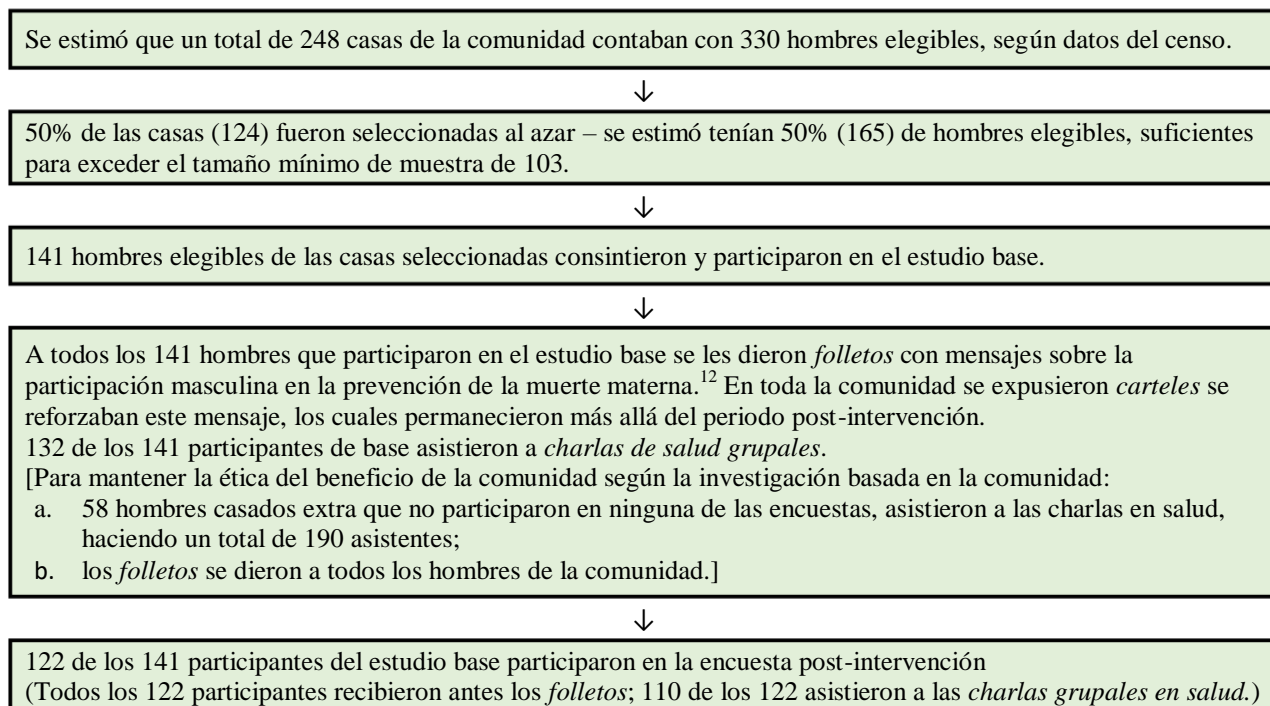 Se estimó que un total de 248 casas de la comunidad contaban con 330 hombres elegibles, según datos del censo.
↓
50% de las casas (124) fueron seleccionadas al azar – se estimó tenían 50% (165) de hombres elegibles, suficientes
para exceder el tamaño mínimo de muestra de 103.
↓
141 hombres elegibles de las casas seleccionadas consintieron y participaron en el estudio base.
↓
A todos los 141 hombres que participaron en el estudio base se les dieron folletos con mensajes sobre la
participación masculina en la prevención de la muerte materna.¹² En toda la comunidad se expusieron carteles se
reforzaban este mensaje, los cuales permanecieron más allá del periodo post-intervención.
132 de los 141 participantes de base asistieron a charlas de salud grupales.
[Para mantener la ética del beneficio de la comunidad según la investigación basada en la comunidad:
a. 58 hombres casados extra que no participaron en ninguna de las encuestas, asistieron a las charlas en salud,
haciendo un total de 190 asistentes;
b. los folletos se dieron a todos los hombres de la comunidad.]
↓
122 de los 141 participantes del estudio base participaron en la encuesta post-intervención
(Todos los 122 participantes recibieron antes los folletos; 110 de los 122 asistieron a las charlas grupales en salud.)